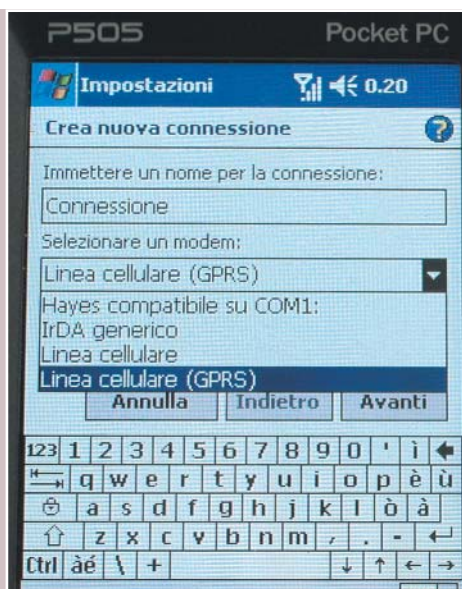 P505 Pocket PC
Impostazioni 0.20
Crea nuova connessione ?
Immettere un nome per la connessione:
Connessione
Selezionare un modem:
Linea cellulare (GPRS)
Hayes compatibile su COM1:
IrDA generico
Linea cellulare
Linea cellulare (GPRS)
Annulla Indietro Avanti
123 1 2 3 4 5 6 7 8 9 0 ' ì
q w e r t y u i o p è ù
a s d f g h j k l ò à
z x c v b n m , . -
Ctrl àé \ +